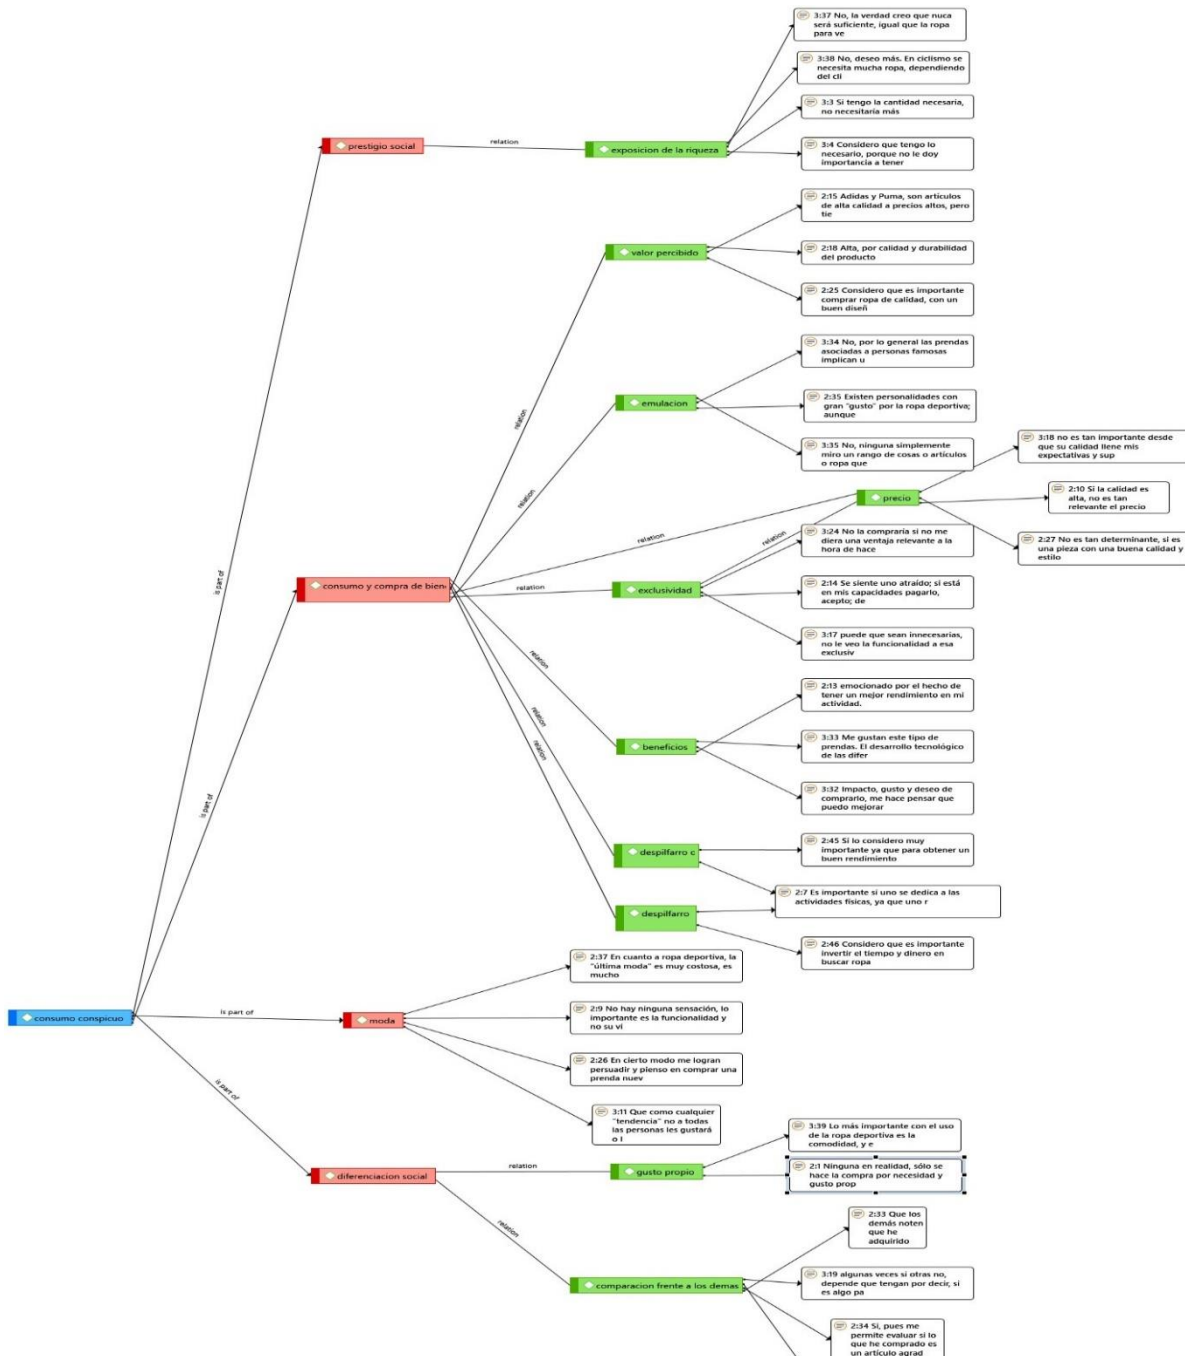 3:37 No, la verdad creo que nuca
será suficiente, igual que la ropa
para ve
3:38 No, deseo más. En ciclismo se
necesita mucha ropa, dependiendo
del cli
3:3 Si tengo la cantidad necesaria,
no necesitaría más
prestigio social
relation
exposicion de la riqueza
3:4 Considero que tengo lo
necesario, porque no le doy
importancia a tener
2:15 Adidas y Puma, son artículos
de alta calidad a precios altos, pero
tie
valor percibido
2:18 Alta, por calidad y durabilidad
del producto
2:25 Considero que es importante
comprar ropa de calidad, con un
buen diseñ
3:34 No, por lo general las prendas
asociadas a personas famosas
implican u
relation
emulacion
2:35 Existen personalidades con
gran "gusto" por la ropa deportiva;
aunque
3:35 No, ninguna simplemente
miro un rango de cosas o artículos
o ropa que
3:18 no es tan important desde
que su calidad llene mis
expectativas y sup
relation
precio
2:10 Si la calidad es
alta, no es tan
relevante el precio
relation
relation
3:24 No la compraría si no me
diera una ventaja relevante a la
hora de hace
2:27 No es tan determinante, si es
una pieza con una buena calidad y
estilo
is part of
consumo y compra de bien
relation
exclusividad
2:14 Se siente uno atraído; si está
en mis capacidades pagarlo,
acepto; de
3:17 puede que sean innecesarias,
no le veo la funcionalidad a esa
exclusiv
relation
2:13 emocionado por el hecho de
tener un mejor rendimiento en mi
actividad.
relation
beneficios
3:33 Me gustan este tipo de
prendas. El desarrollo tecnológico
de las difer
relation
3:32 Impacto, gusto y deseo de
comprarlo, me hace pensar que
puedo mejorar
is part of
despilfarro c
2:45 Si lo considero muy
importante ya que para obtener un
buen rendimiento
2:7 Es importante si uno se dedica a las
actividades físicas, ya que uno r
despilfarro
2:46 Considero que es importante
invertir el tiempo y dinero en
buscar ropa
2:37 En cuanto a ropa deportiva, la
"última moda" es muy costosa, es
mucho
consumo conspicuo
is part of
moda
2:9 No hay ninguna sensación, lo
importante es la funcionalidad y
no su vi
2:26 En cierto modo me logran
persuadir y pienso en comprar una
prenda nuev
is part of
3:11 Que como cualquier
"tendencia" no a todas
las personas les gustará
o l
3:39 Lo más importante con el uso
de la ropa deportiva es la
comodidad, y e
diferenciacion social
relation
gusto propio
2:1 Ninguna en realidad, sólo se
hace la compra por necesidad y
gusto prop
relation
2:33 Que los
demás noten
que he
adquirido
comparacion frente a los demas
3:19 algunas veces si otras no,
depende que tengan por decir, si
es algo pa
2:34 Si, pues me
permite evaluar si lo
que he comprado es
un artículo agrad